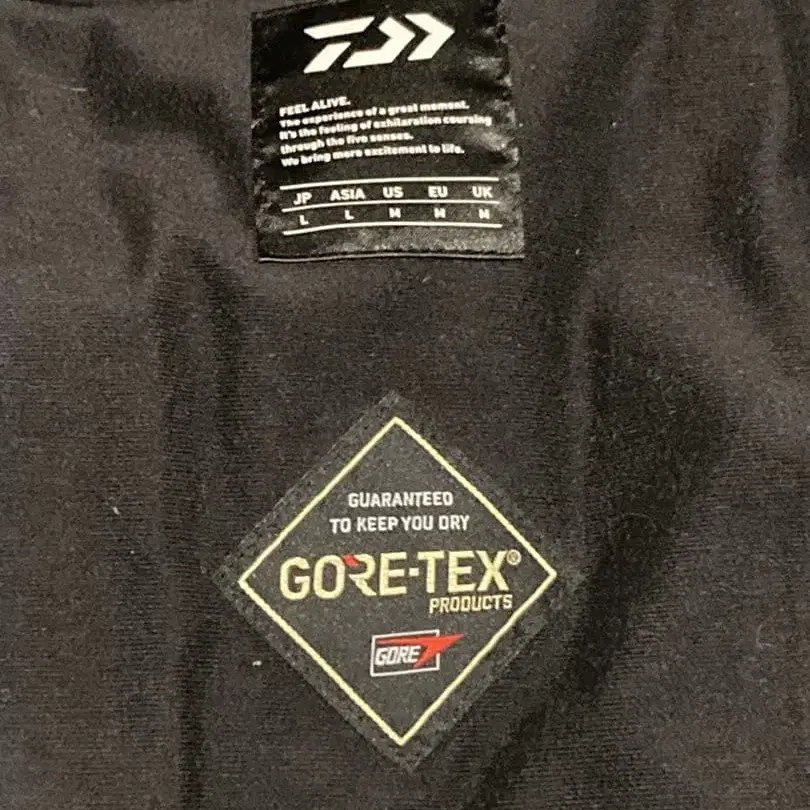 FEEL ALIVE.
The experience of a great moment.
It's the feeling of exhilaration coursing
through the five senses.
We bring more excitement to life.
JP ASIA US EU UK
L L M M M
GUARANTEED
TO KEEP YOU DRY
GORE-TEX®
PRODUCTS
GORE